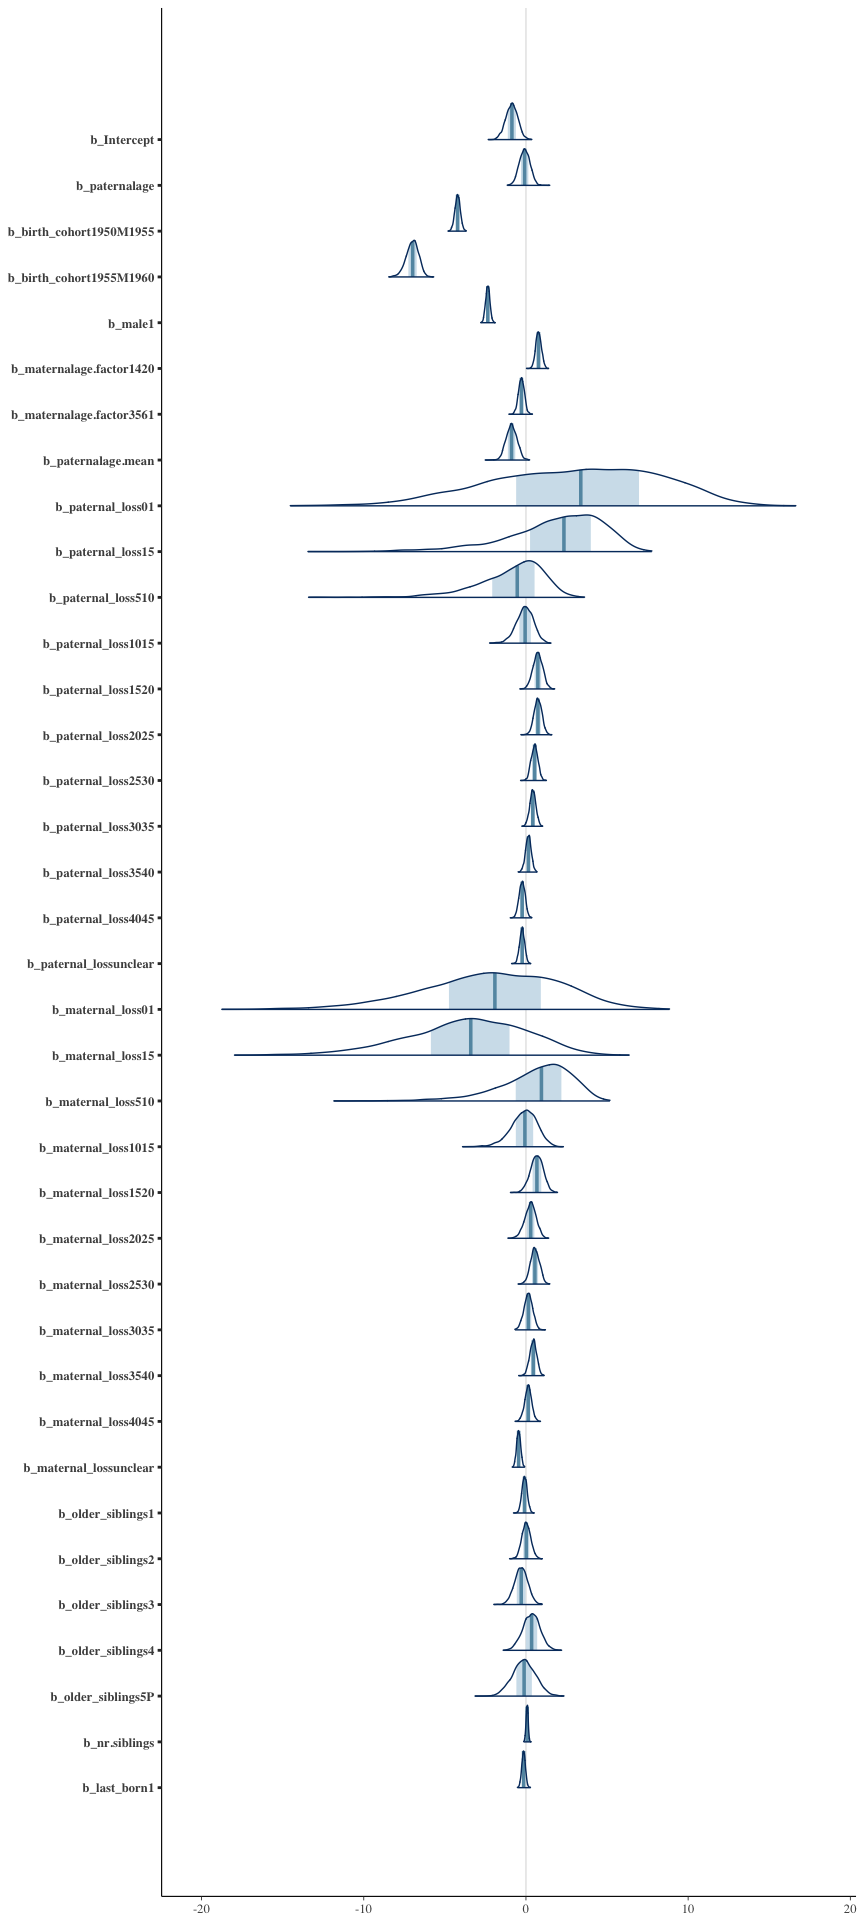 b_Intercept
b_paternalage
b_birth_cohort1950M1955
b_birth_cohort1955M1960
b_male1
b_maternalage.factor1420
b_maternalage.factor3561
b_paternalage.mean
b_paternal_loss01
b_paternal_loss15
b_paternal_loss510
b_paternal_loss1015
b_paternal_loss1520
b_paternal_loss2025
b_paternal_loss2530
b_paternal_loss3035
b_paternal_loss3540
b_paternal_loss4045
b_paternal_lossunclear
b_maternal_loss01
b_maternal_loss15
b_maternal_loss510
b_maternal_loss1015
b_maternal_loss1520
b_maternal_loss2025
b_maternal_loss2530
b_maternal_loss3035
b_maternal_loss3540
b_maternal_loss4045
b_maternal_lossunclear
b_older_siblings1
b_older_siblings2
b_older_siblings3
b_older_siblings4
b_older_siblings5P
b_nr.siblings
b_last_born1
-20 -10 0 10 20